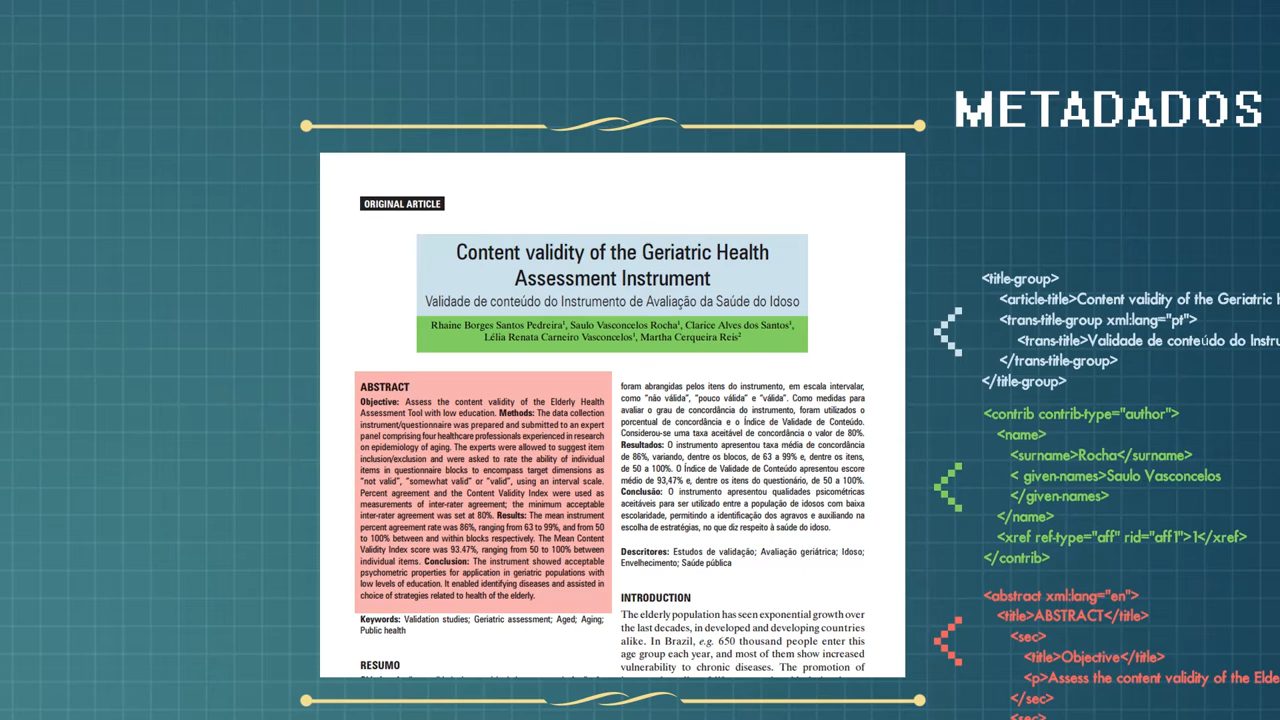 METADADOS
ORIGINAL ARTICLE
Content validity of the Geriatric Health
Assessment Instrument
Validade de conteúdo do Instrumento de Avaliação da Saúde do Idoso
Rhaine Borges Santos Pedreira¹, Saulo Vasconcelos Rocha¹, Clarice Alves dos Santos¹,
Lélia Renata Carneiro Vasconcelos¹, Martha Cerqueira Reis²
ABSTRACT
Objective: Assess the content validity of the Elderly Health
Assessment Tool with low education. Methods: The data collection
instrument/questionnaire was prepared and submitted to an expert
panel comprising four healthcare professionals experienced in research
on epidemiology of aging. The experts were allowed to suggest item
inclusion/exclusion and were asked to rate the ability of individual
items in questionnaire blocks to encompass target dimensions as
“not valid”, “somewhat valid” or “valid”, using an interval scale.
Percent agreement and the Content Validity Index were used as
measurements of inter-rater agreement; the minimum acceptable
inter-rater agreement was set at 80%. Results: The mean instrument
percent agreement rate was 86%, ranging from 63 to 99%, and from 50
to 100% between and within blocks respectively. The Mean Content
Validity Index score was 93.47%, ranging from 50 to 100% between
individual items. Conclusion: The instrument showed acceptable
psychometric properties for application in geriatric populations with
low levels of education. It enabled identifying diseases and assisted in
choice of strategies related to health of the elderly.
Keywords: Validation studies; Geriatric assessment; Aged; Aging;
Public health
RESUMO
foram abrangidas pelos itens do instrumento, em escala intervalar,
como “não válida”, “pouco válida” e “válida”. Como medidas para
avaliar o grau de concordância do instrumento, foram utilizados o
porcentual de concordância e o Índice de Validade de Conteúdo.
Considerou-se uma taxa aceitável de concordância o valor de 80%.
Resultados: O instrumento apresentou taxa média de concordância
de 86%, variando, dentre os blocos, de 63 a 99% e, dentre os itens,
de 50 a 100%. O Índice de Validade de Conteúdo apresentou escore
médio de 93,47% e, dentre os itens do questionário, de 50 a 100%.
Conclusão: O instrumento apresentou qualidades psicométricas
aceitáveis para ser utilizado entre a população de idosos com baixa
escolaridade, permitindo a identificação dos agravos e auxiliando na
escolha de estratégias, no que diz respeito à saúde do idoso.
Descritores: Estudos de validação; Avaliação geriátrica; Idoso;
Envelhecimento; Saúde pública
INTRODUCTION
The elderly population has seen exponential growth over
the last decades, in developed and developing countries
alike. In Brazil, e.g. 650 thousand people enter this
age group each year, and most of them show increased
vulnerability to chronic diseases. The promotion of
<title-group>
<article-title>Content validity of the Geriatric
<trans-title-group xml:lang="pt">
<trans-title>Validade de conteúdo do Instru
</trans-title-group>
</title-group>
<contrib contrib-type="author">
<name>
<surname>Rocha</surname>
< given-names>Saulo Vasconcelos
</given-names>
</name>
<xref ref-type="aff" rid="aff1">1</xref>
</contrib>
<abstract xml:lang="en">
<title>ABSTRACT</title>
<sec>
<title>Objective</title>
<p>Assess the content validity of the Elde
</sec>
<sec>